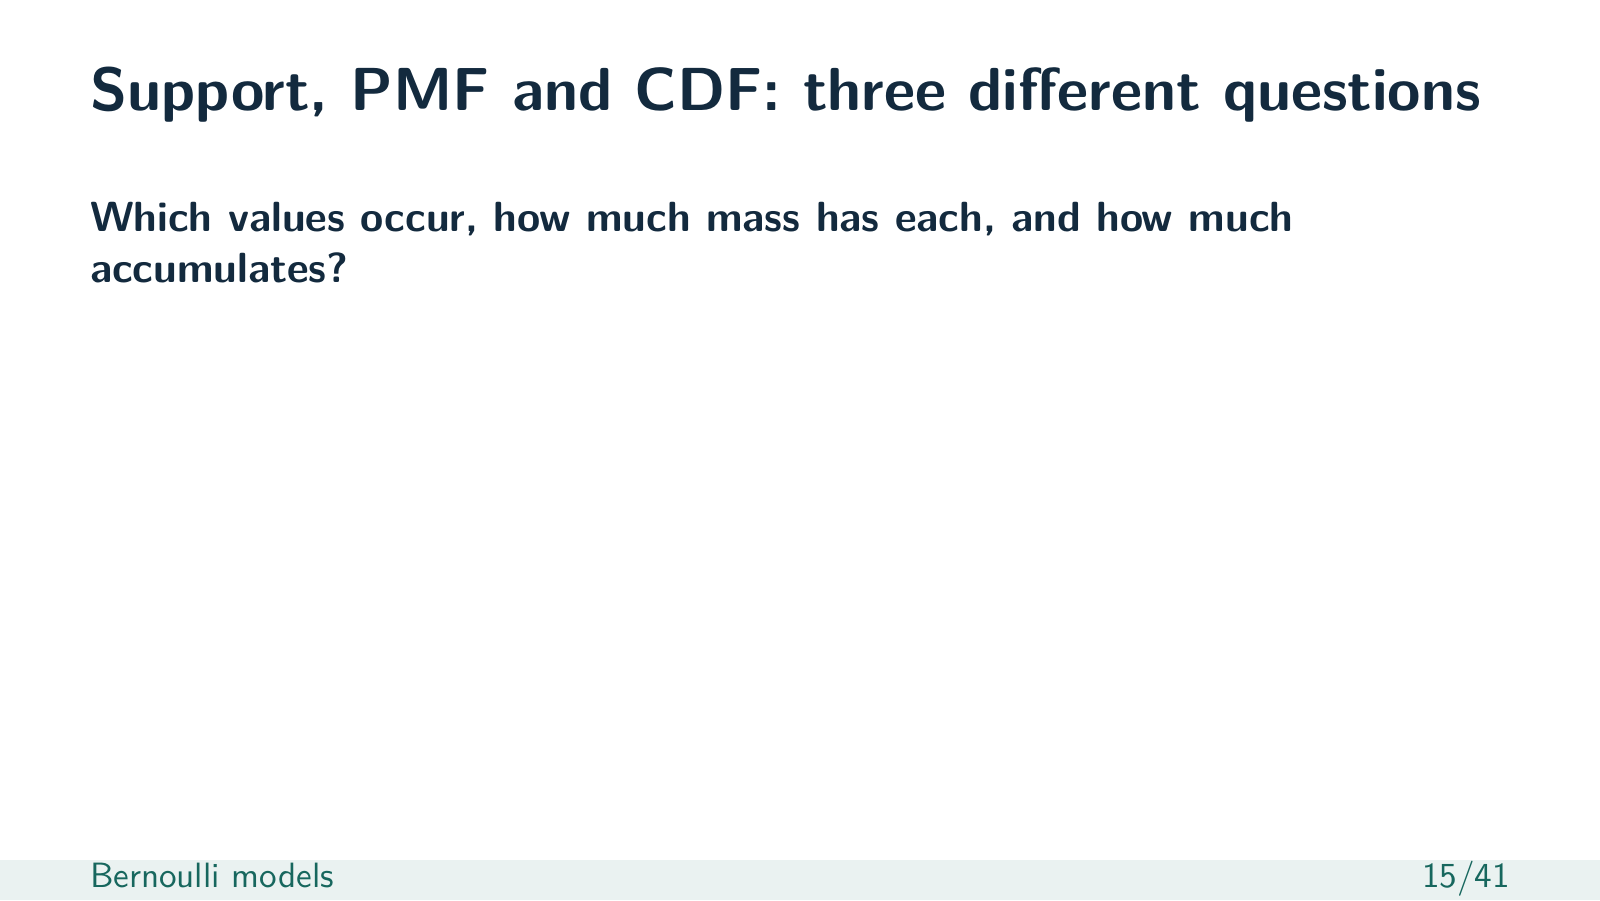 Support, PMF and CDF: three different questions
Which values occur, how much mass has each, and how much
accumulates?
Bernoulli models
15/41